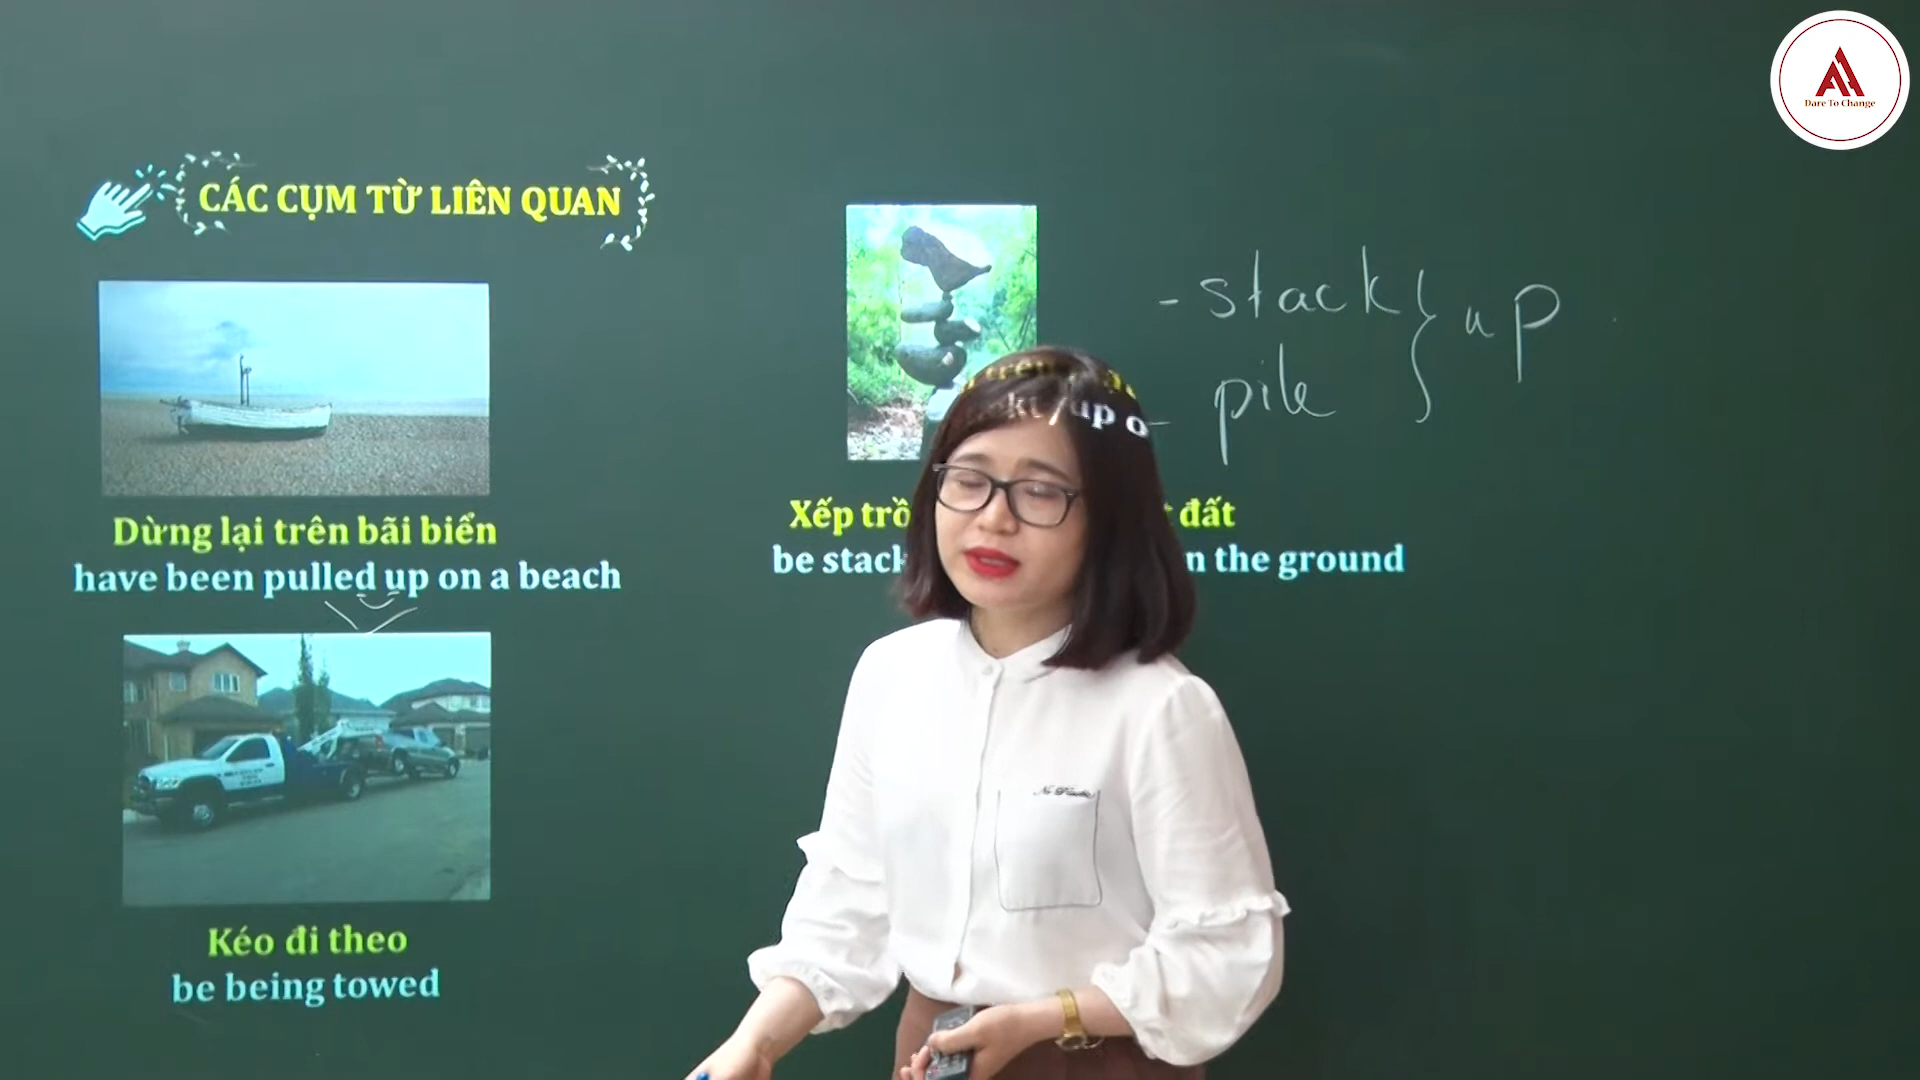 Dare To Change
CÁC CỤM TỪ LIÊN QUAN
- stack } up
- pile
up o
Dừng lại trên bãi biển
have been pulled up on a beach
Xếp trồ đất
be stack n the ground
Kéo đi theo
be being towed